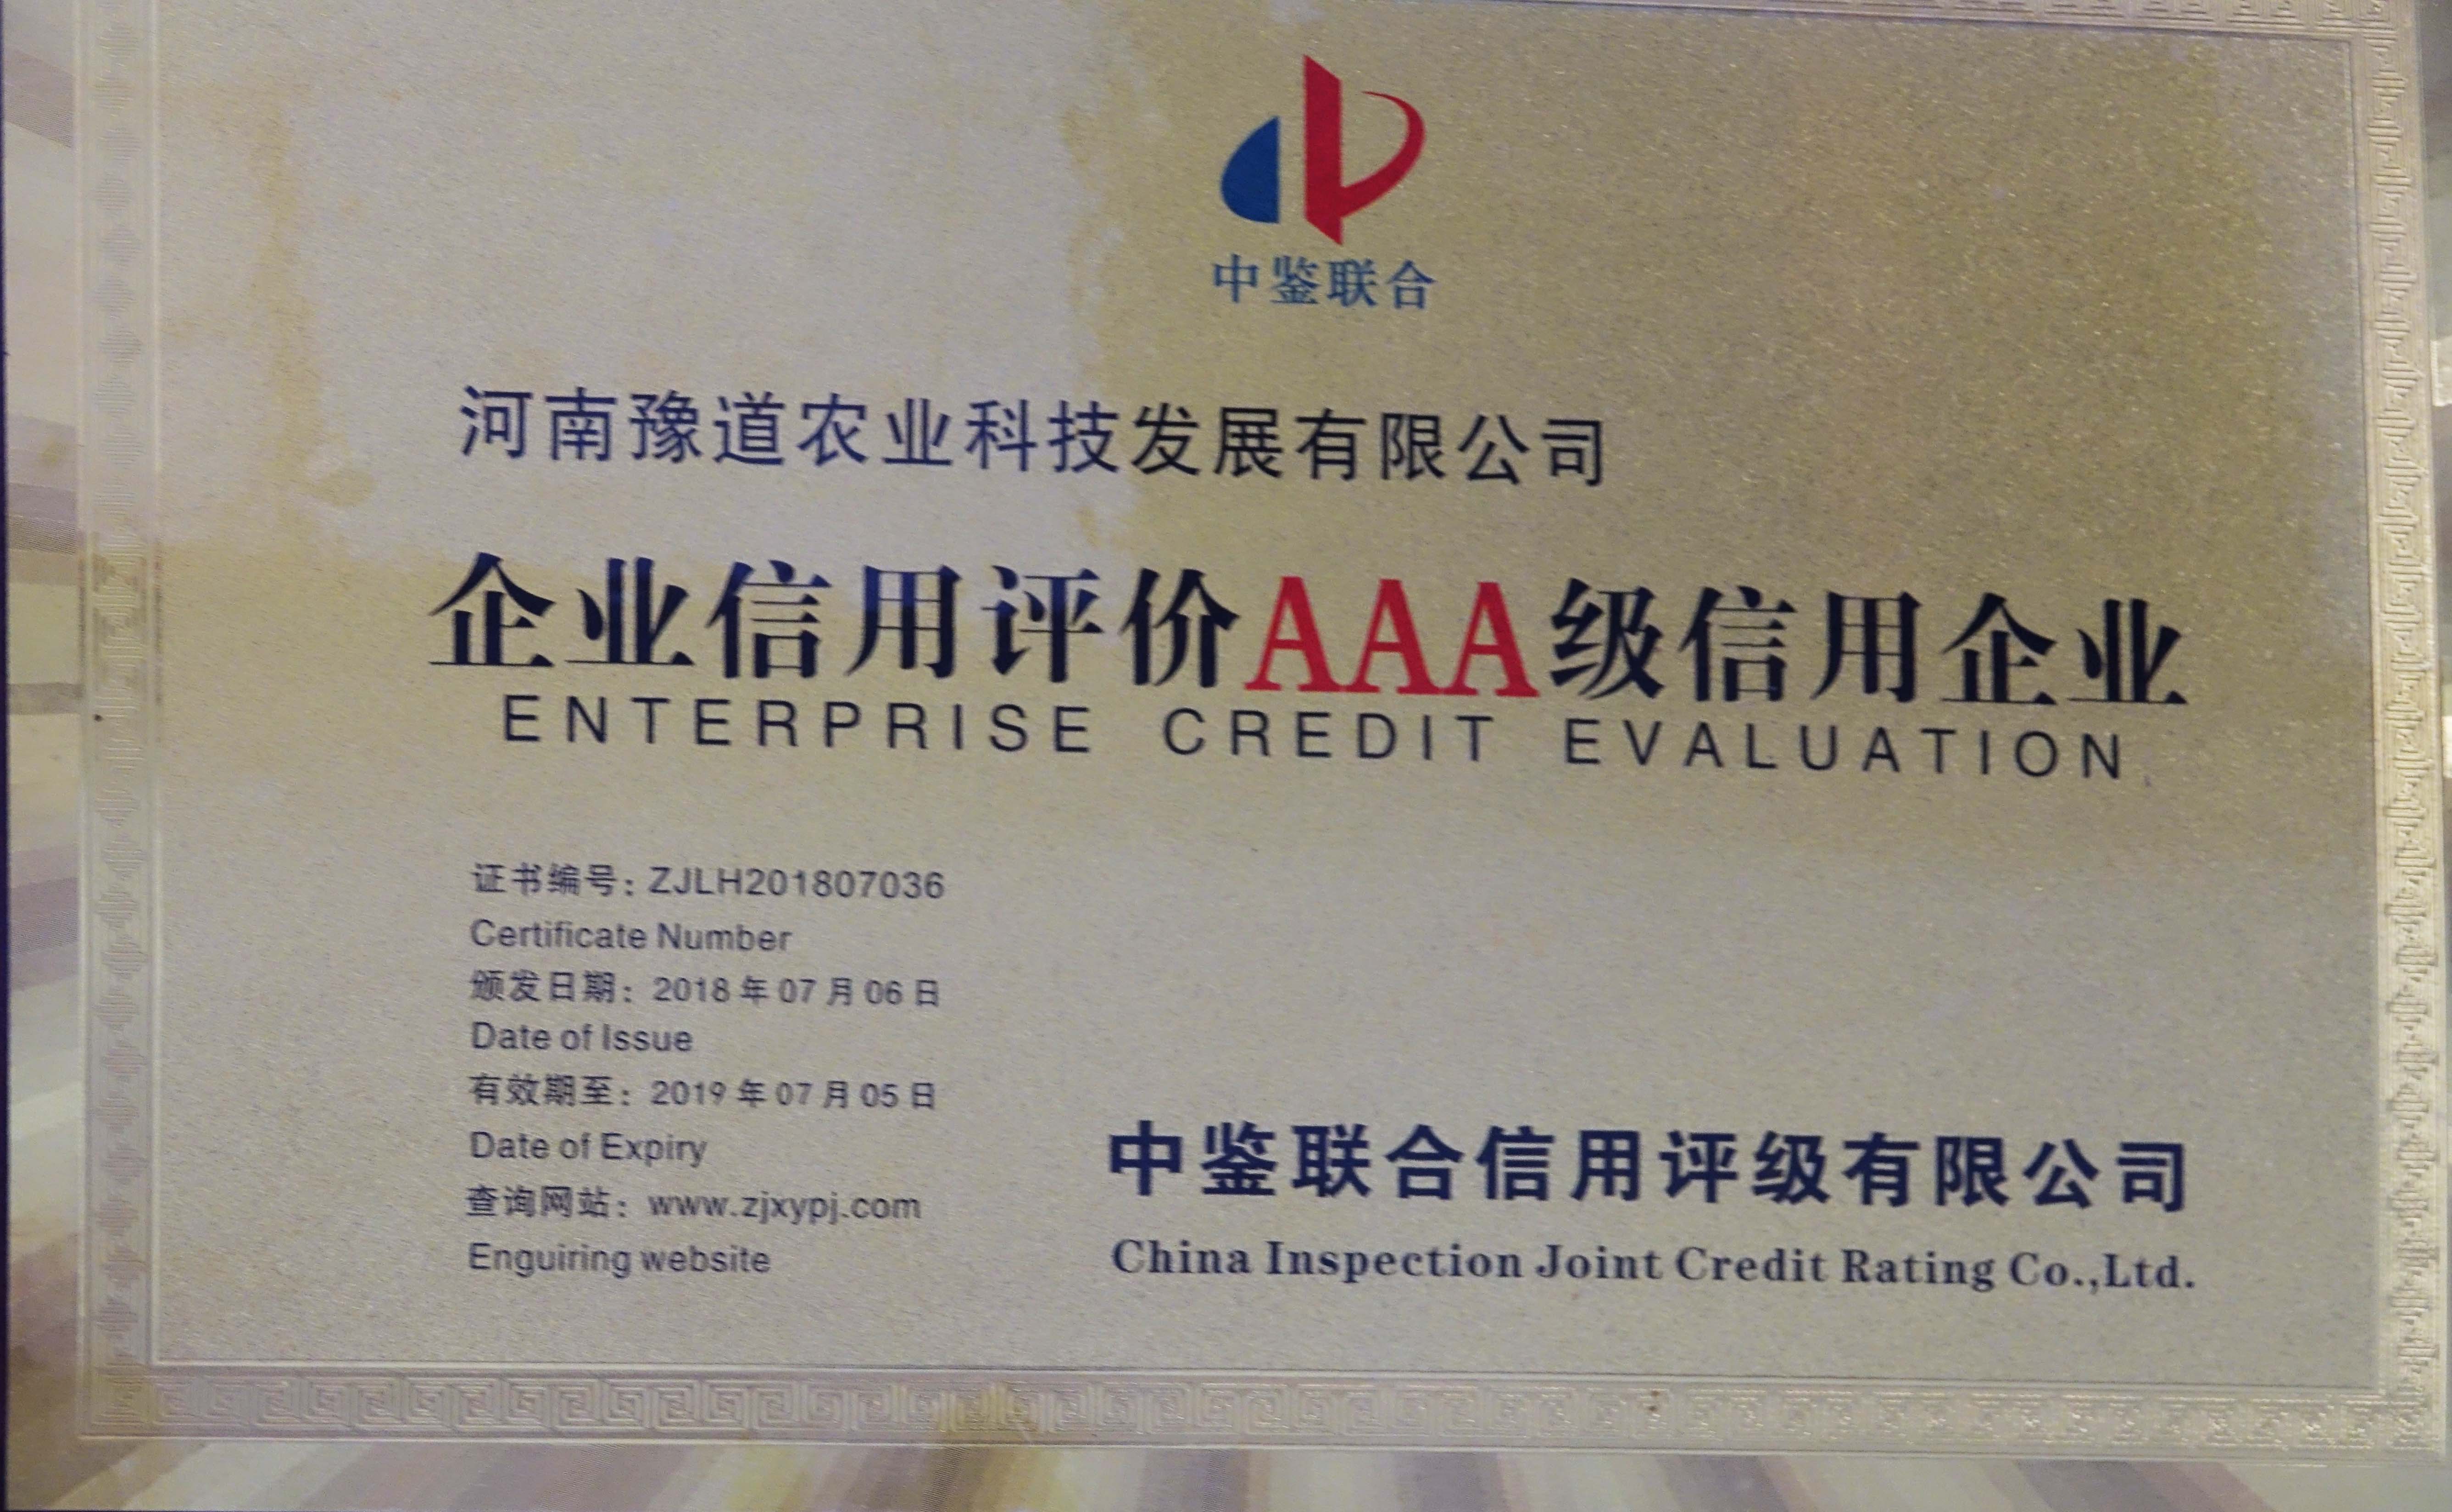 中鉴联合
河南豫道农业科技发展有限公司
企业信用评价AAA级信用企业
ENTERPRISE CREDIT EVALUATION
证书编号：ZJLH201807036
Certificate Number
颁发日期：2018年07月06日
Date of Issue
有效期至：2019年07月05日
Date of Expiry
查询网站：www.zjxypj.com
Enguiring website
中鉴联合信用评级有限公司
China Inspection Joint Credit Rating Co.,Ltd.